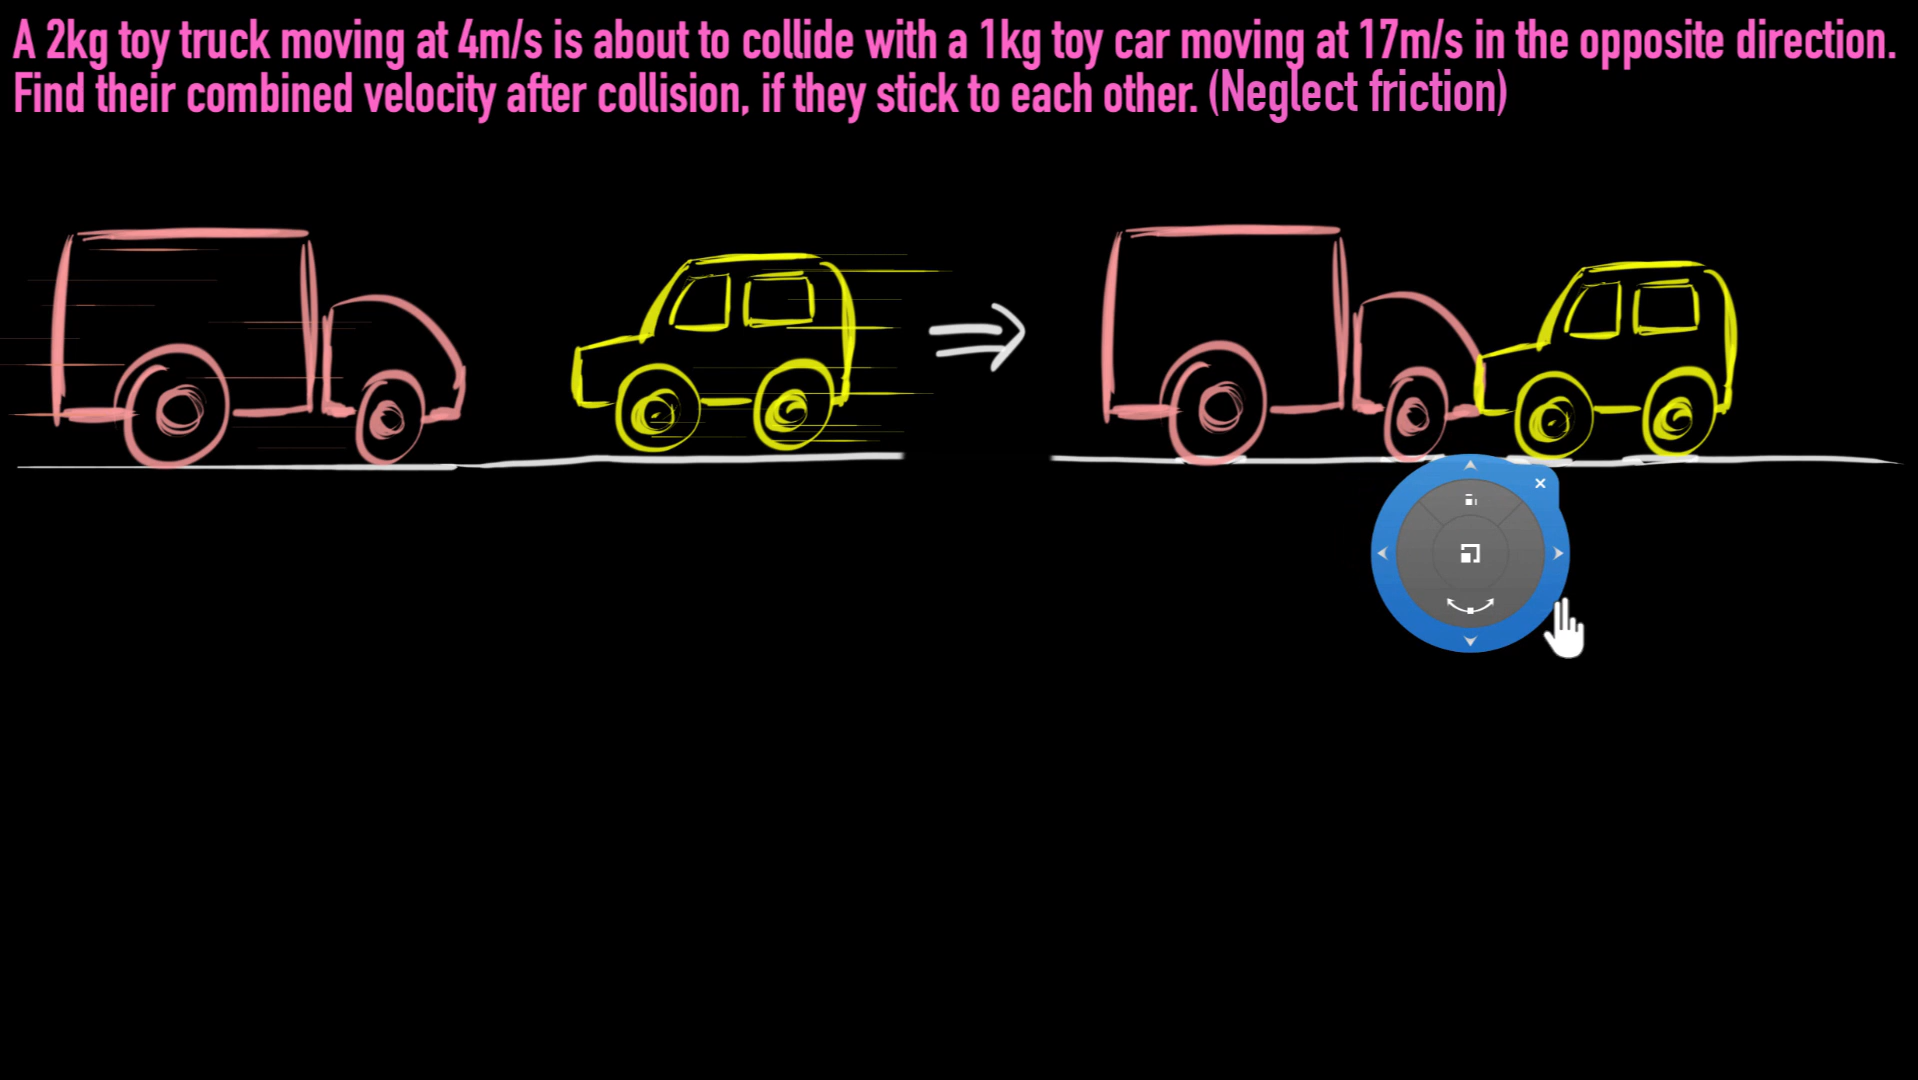 A 2kg toy truck moving at 4m/s is about to collide with a 1kg toy car moving at 17m/s in the opposite direction.
Find their combined velocity after collision, if they stick to each other. (Neglect friction)